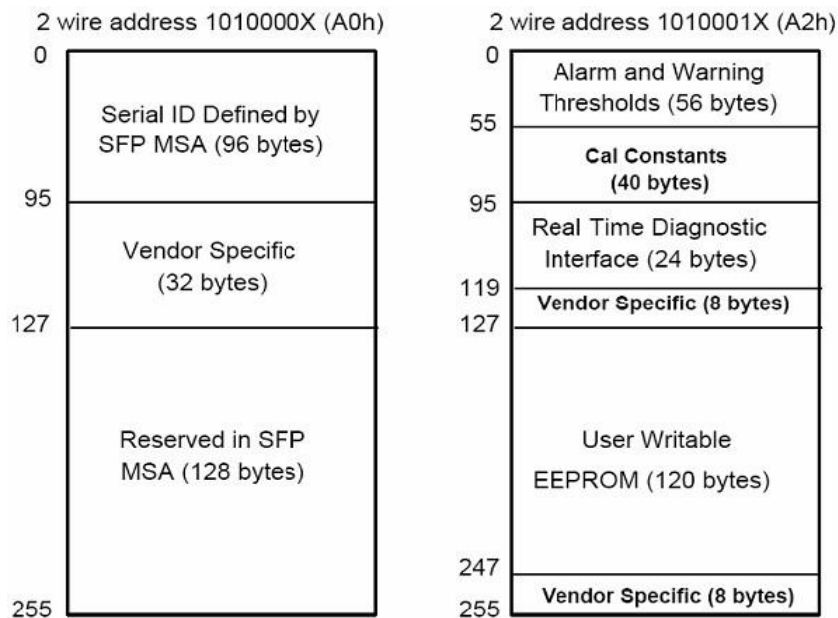 2 wire address 1010000X (A0h)
0
Serial ID Defined by
SFP MSA (96 bytes)
95
Vendor Specific
(32 bytes)
127
Reserved in SFP
MSA (128 bytes)
255
2 wire address 1010001X (A2h)
0
Alarm and Warning
Thresholds (56 bytes)
55
Cal Constants
(40 bytes)
95
Real Time Diagnostic
Interface (24 bytes)
119
Vendor Specific (8 bytes)
127
User Writable
EEPROM (120 bytes)
247
Vendor Specific (8 bytes)
255